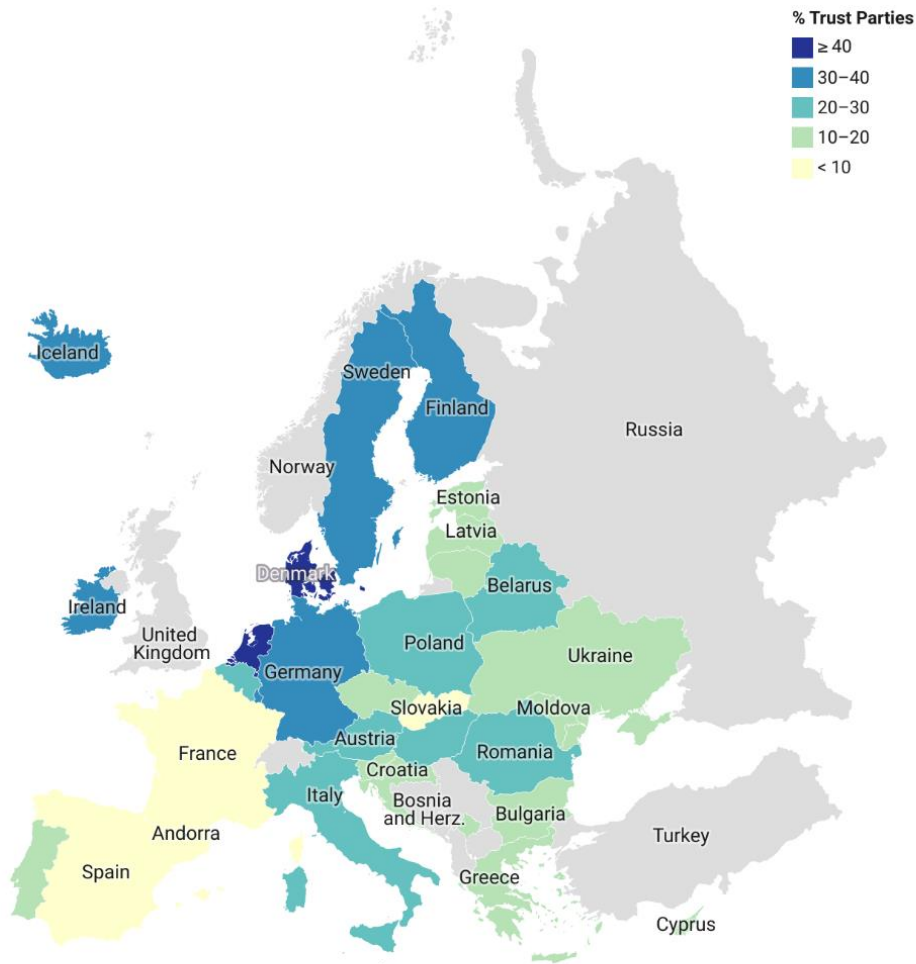 % Trust Parties
≥ 40
30–40
20–30
10–20
< 10
Iceland
Sweden
Finland
Russia
Norway
Estonia
Latvia
Denmark
Belarus
Ireland
United
Kingdom
Poland
Ukraine
Germany
Slovakia
Moldova
Austria
France
Romania
Croatia
Italy
Bosnia
and Herz.
Bulgaria
Andorra
Turkey
Spain
Greece
Cyprus